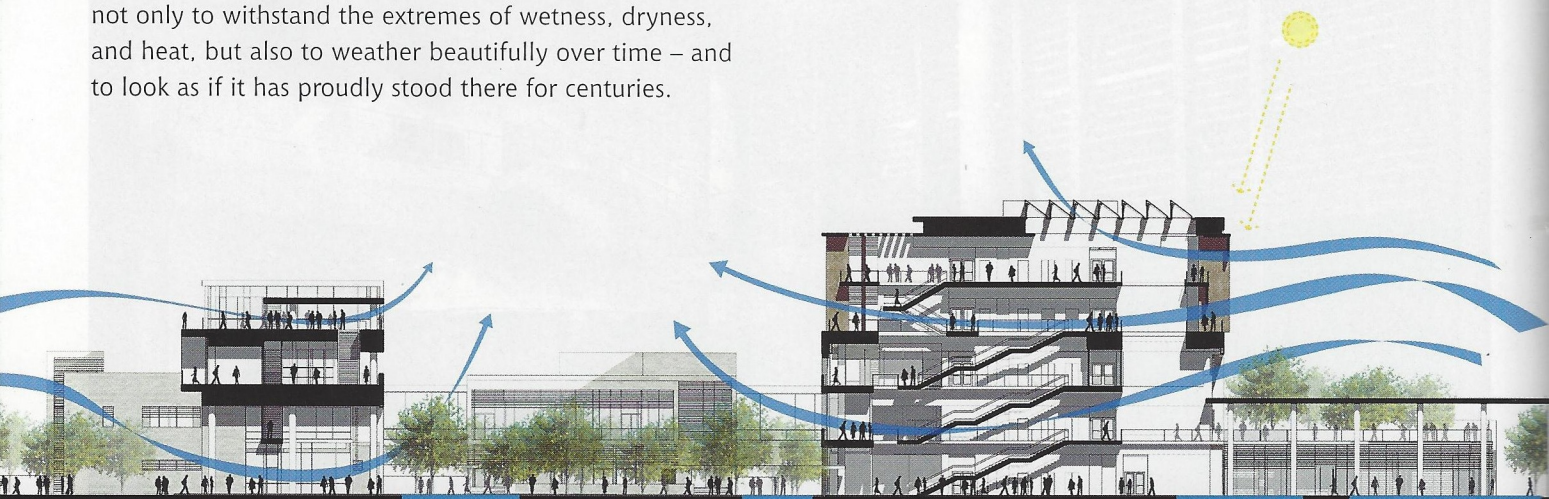 not only to withstand the extremes of wetness, dryness,
and heat, but also to weather beautifully over time – and
to look as if it has proudly stood there for centuries.